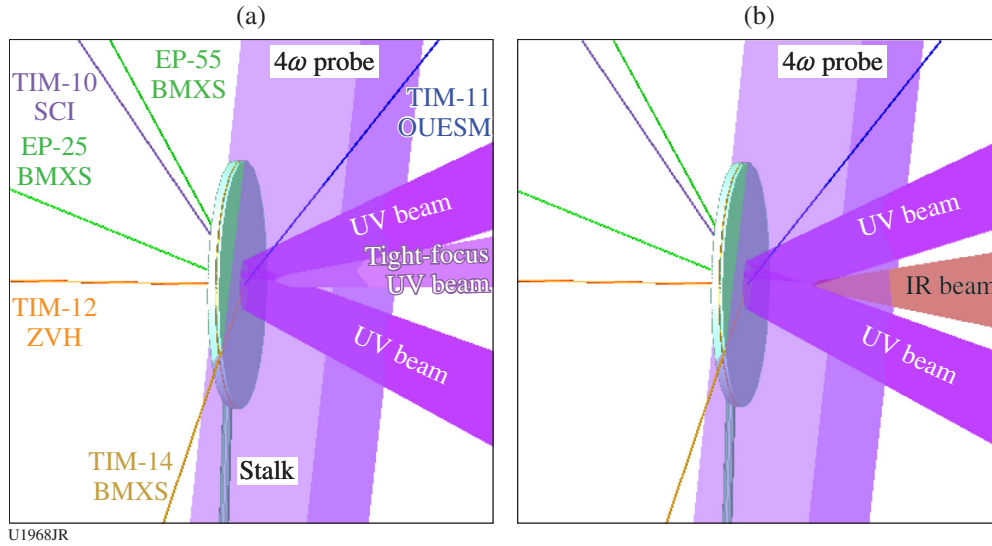 (a)
4ω probe
EP-55
BMXS
TIM-10
SCI
TIM-11
OUESM
EP-25
BMXS
UV beam
Tight-focus
UV beam
TIM-12
ZVH
UV beam
TIM-14
BMXS
Stalk
U1968JR
(b)
4ω probe
UV beam
IR beam
UV beam